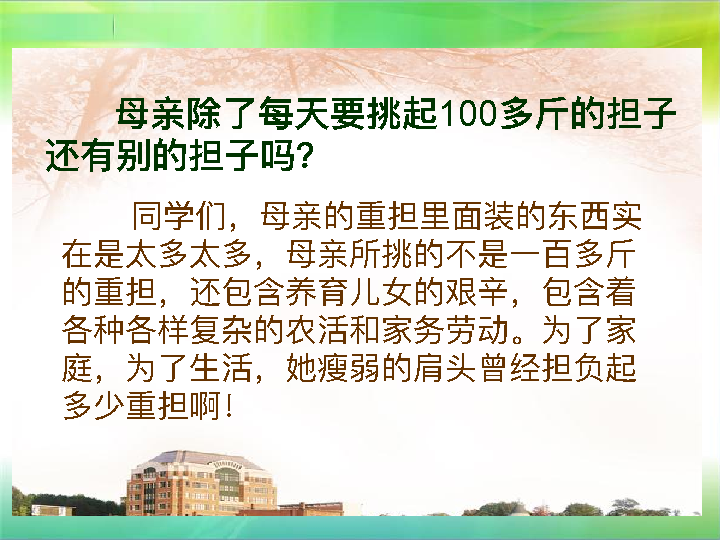 母亲除了每天要挑起100多斤的担子
还有别的担子吗?
同学们，母亲的重担里面装的东西实
在是太多太多，母亲所挑的不是一百多斤
的重担，还包含养育儿女的艰辛，包含着
各种各样复杂的农活和家务劳动。为了家
庭，为了生活，她瘦弱的肩头曾经担负起
多少重担啊！